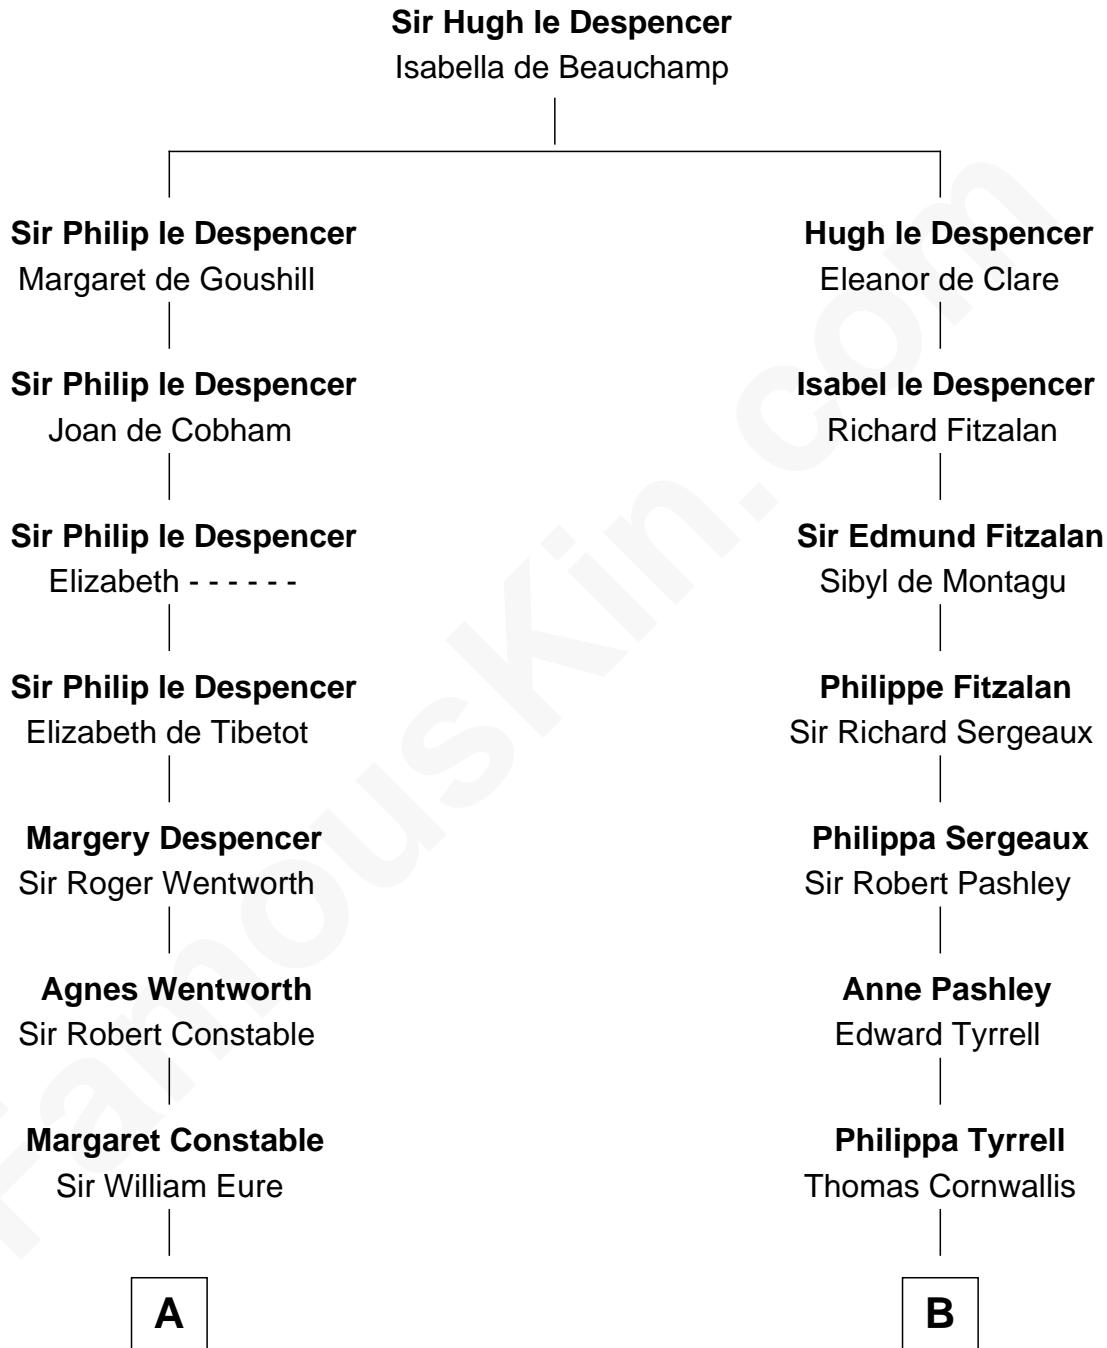 Sir Hugh le Despencer
Isabella de Beauchamp
Sir Philip le Despencer
Margaret de Goushill
Sir Philip le Despencer
Joan de Cobham
Sir Philip le Despencer
Elizabeth - - - - - -
Sir Philip le Despencer
Elizabeth de Tibetot
Margery Despencer
Sir Roger Wentworth
Agnes Wentworth
Sir Robert Constable
Margaret Constable
Sir William Eure
A
Hugh le Despencer
Eleanor de Clare
Isabel le Despencer
Richard Fitzalan
Sir Edmund Fitzalan
Sibyl de Montagu
Philippe Fitzalan
Sir Richard Sergeaux
Philippa Sergeaux
Sir Robert Pashley
Anne Pashley
Edward Tyrrell
Philippa Tyrrell
Thomas Cornwallis
B
FamousKin.com